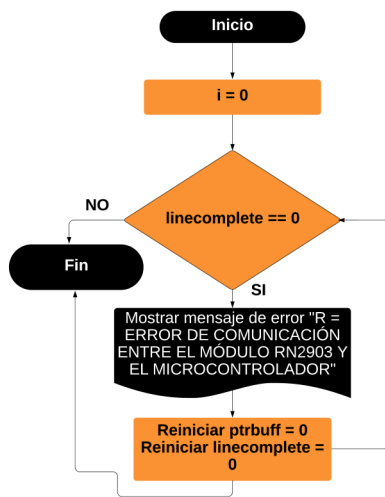 Inicio
i = 0
linecomplete == 0
NO
Fin
SI
Mostrar mensaje de error "R =
ERROR DE COMUNICACIÓN
ENTRE EL MÓDULO RN2903 Y
EL MICROCONTROLADOR"
Reiniciar ptrbuff = 0
Reiniciar linecomplete =
0